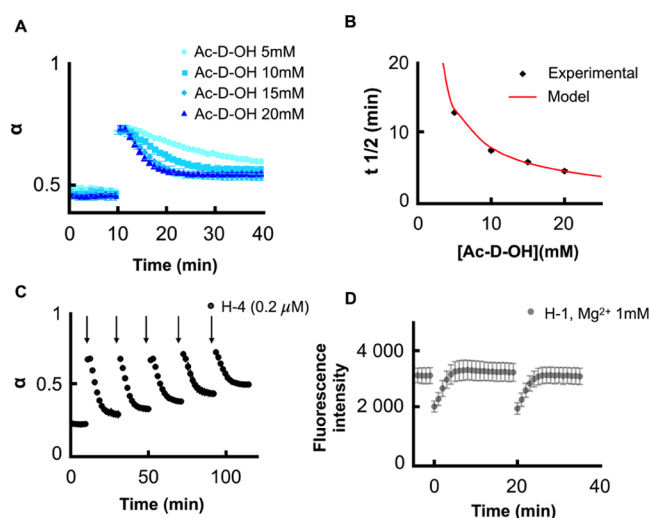 A
α
1
0.5
Ac-D-OH 5mM
Ac-D-OH 10mM
Ac-D-OH 15mM
Ac-D-OH 20mM
0 10 20 30 40
Time (min)
B
t 1/2 (min)
20
10
0
Experimental
Model
0 10 20
[Ac-D-OH](mM)
C
α
1
0.5
0
H-4 (0.2 μM)
0 50 100
Time (min)
D
Fluorescence
intensity
4 000
2 000
0
H-1, Mg²⁺ 1mM
0 20 40
Time (min)